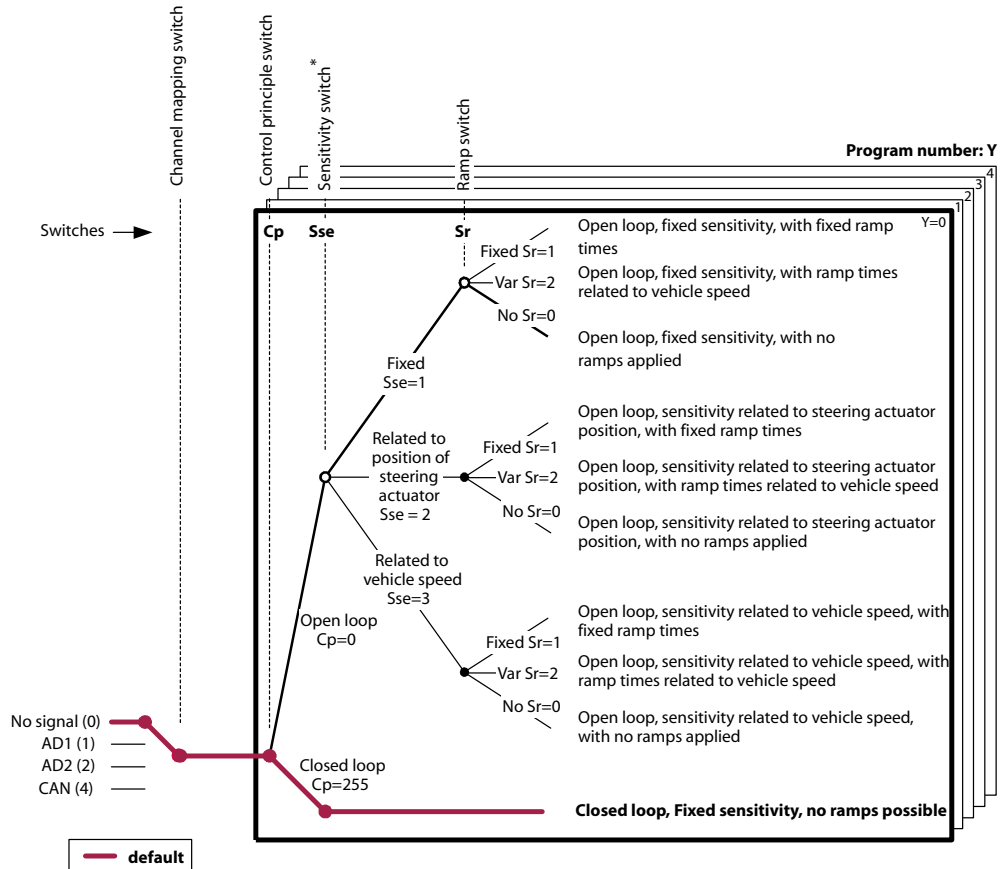 Channel mapping switch
Control principle switch
Sensitivity switch*
Ramp switch
Program number: Y
4
3
2
1
Y=0
Switches
Cp
Sse
Sr
Fixed Sr=1
Open loop, fixed sensitivity, with fixed ramp
times
Var Sr=2
Open loop, fixed sensitivity, with ramp times
related to vehicle speed
No Sr=0
Open loop, fixed sensitivity, with no
ramps applied
Fixed
Sse=1
Related to
position of
steering
actuator
Sse = 2
Fixed Sr=1
Open loop, sensitivity related to steering actuator
position, with fixed ramp times
Var Sr=2
Open loop, sensitivity related to steering actuator
position, with ramp times related to vehicle speed
No Sr=0
Open loop, sensitivity related to steering actuator
position, with no ramps applied
Related to
vehicle speed
Sse=3
Open loop
Cp=0
Fixed Sr=1
Open loop, sensitivity related to vehicle speed, with
fixed ramp times
Var Sr=2
Open loop, sensitivity related to vehicle speed, with
ramp times related to vehicle speed
No Sr=0
Open loop, sensitivity related to vehicle speed,
with no ramps applied
No signal (0)
AD1 (1)
AD2 (2)
CAN (4)
Closed loop
Cp=255
Closed loop, Fixed sensitivity, no ramps possible
default